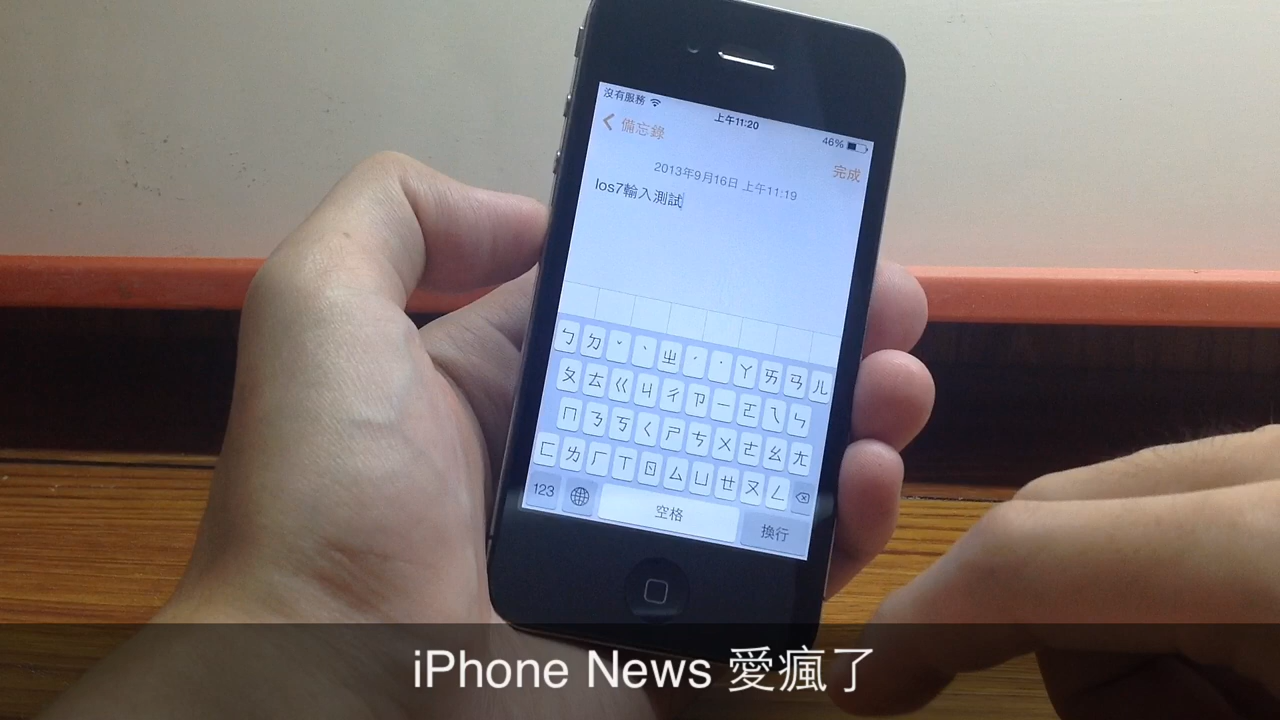 沒有服務
上午11:20
46%
備忘錄
完成
2013年9月16日 上午11:19
Ios7輸入測試
ㄅ ㄉ ˇ ˋ ㄓ ˊ ˙ ㄚ ㄞ ㄢ ㄦ
ㄆ ㄊ ㄍ ㄐ ㄔ ㄗ ㄧ ㄛ ㄟ ㄣ
ㄇ ㄋ ㄎ ㄑ ㄕ ㄘ ㄨ ㄜ ㄠ ㄤ
ㄈ ㄌ ㄏ ㄒ ㄖ ㄙ ㄩ ㄝ ㄡ ㄥ
123 空格 換行
iPhone News 愛瘋了